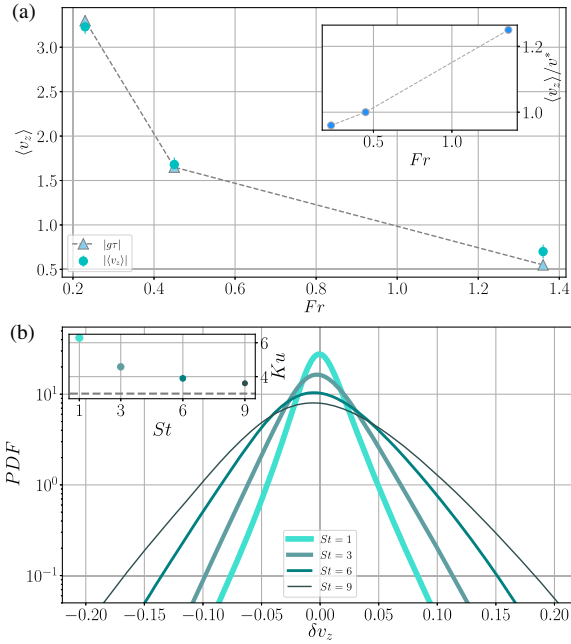 (a)
3.0
2.5
2.0
1.5
1.0
0.5
⟨v_z⟩
0.2 0.4 0.6 0.8 1.0 1.2 1.4
Fr
|gτ|
|⟨v_z⟩|
1.2
1.0
⟨v_z⟩/v*
0.5 1.0
Fr
(b)
10^1
10^0
10^{-1}
PDF
6
4
Ku
1 3 6 9
St
St = 1
St = 3
St = 6
St = 9
−0.20 −0.15 −0.10 −0.05 0.00 0.05 0.10 0.15 0.20
δv_z